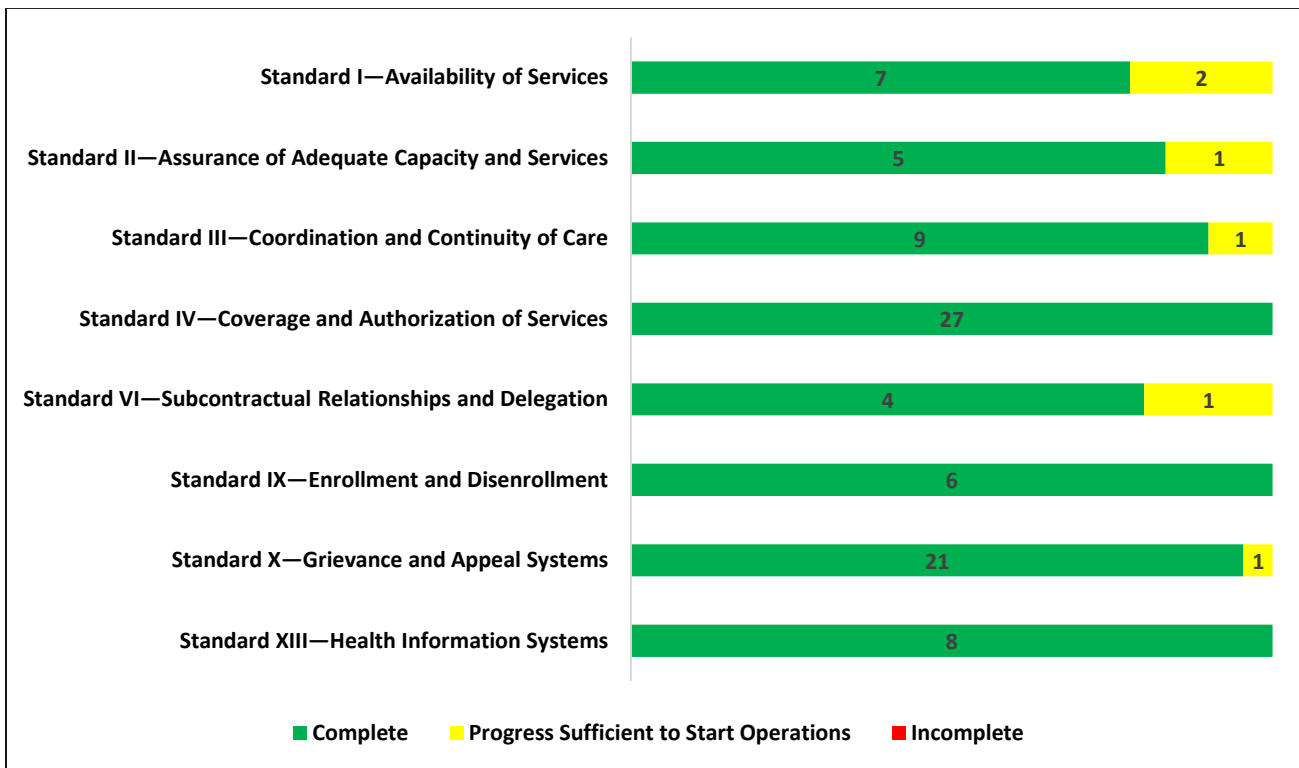 Standard I—Availability of Services
7 2
Standard II—Assurance of Adequate Capacity and Services
5 1
Standard III—Coordination and Continuity of Care
9 1
Standard IV—Coverage and Authorization of Services
27
Standard VI—Subcontractual Relationships and Delegation
4 1
Standard IX—Enrollment and Disenrollment
6
Standard X—Grievance and Appeal Systems
21 1
Standard XIII—Health Information Systems
8
Complete Progress Sufficient to Start Operations Incomplete